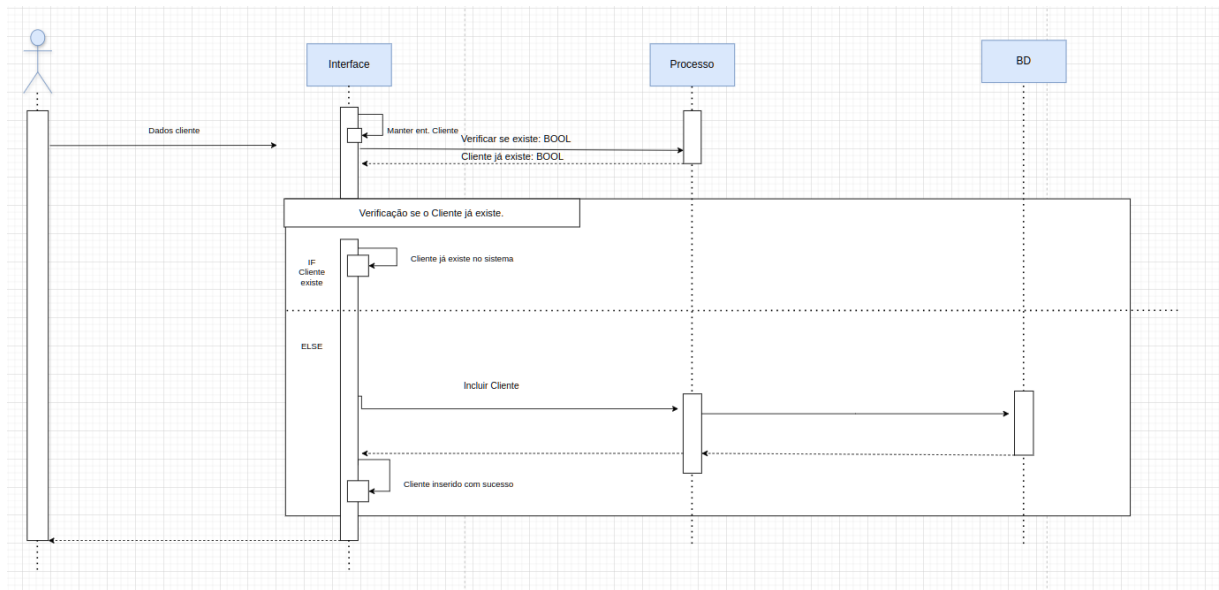 Interface
Processo
BD
Dados cliente
Manter ent. Cliente
Verificar se existe: BOOL
Cliente já existe: BOOL
Verificação se o Cliente já existe.
IF
Cliente
existe
Cliente já existe no sistema
ELSE
Incluir Cliente
Cliente inserido com sucesso